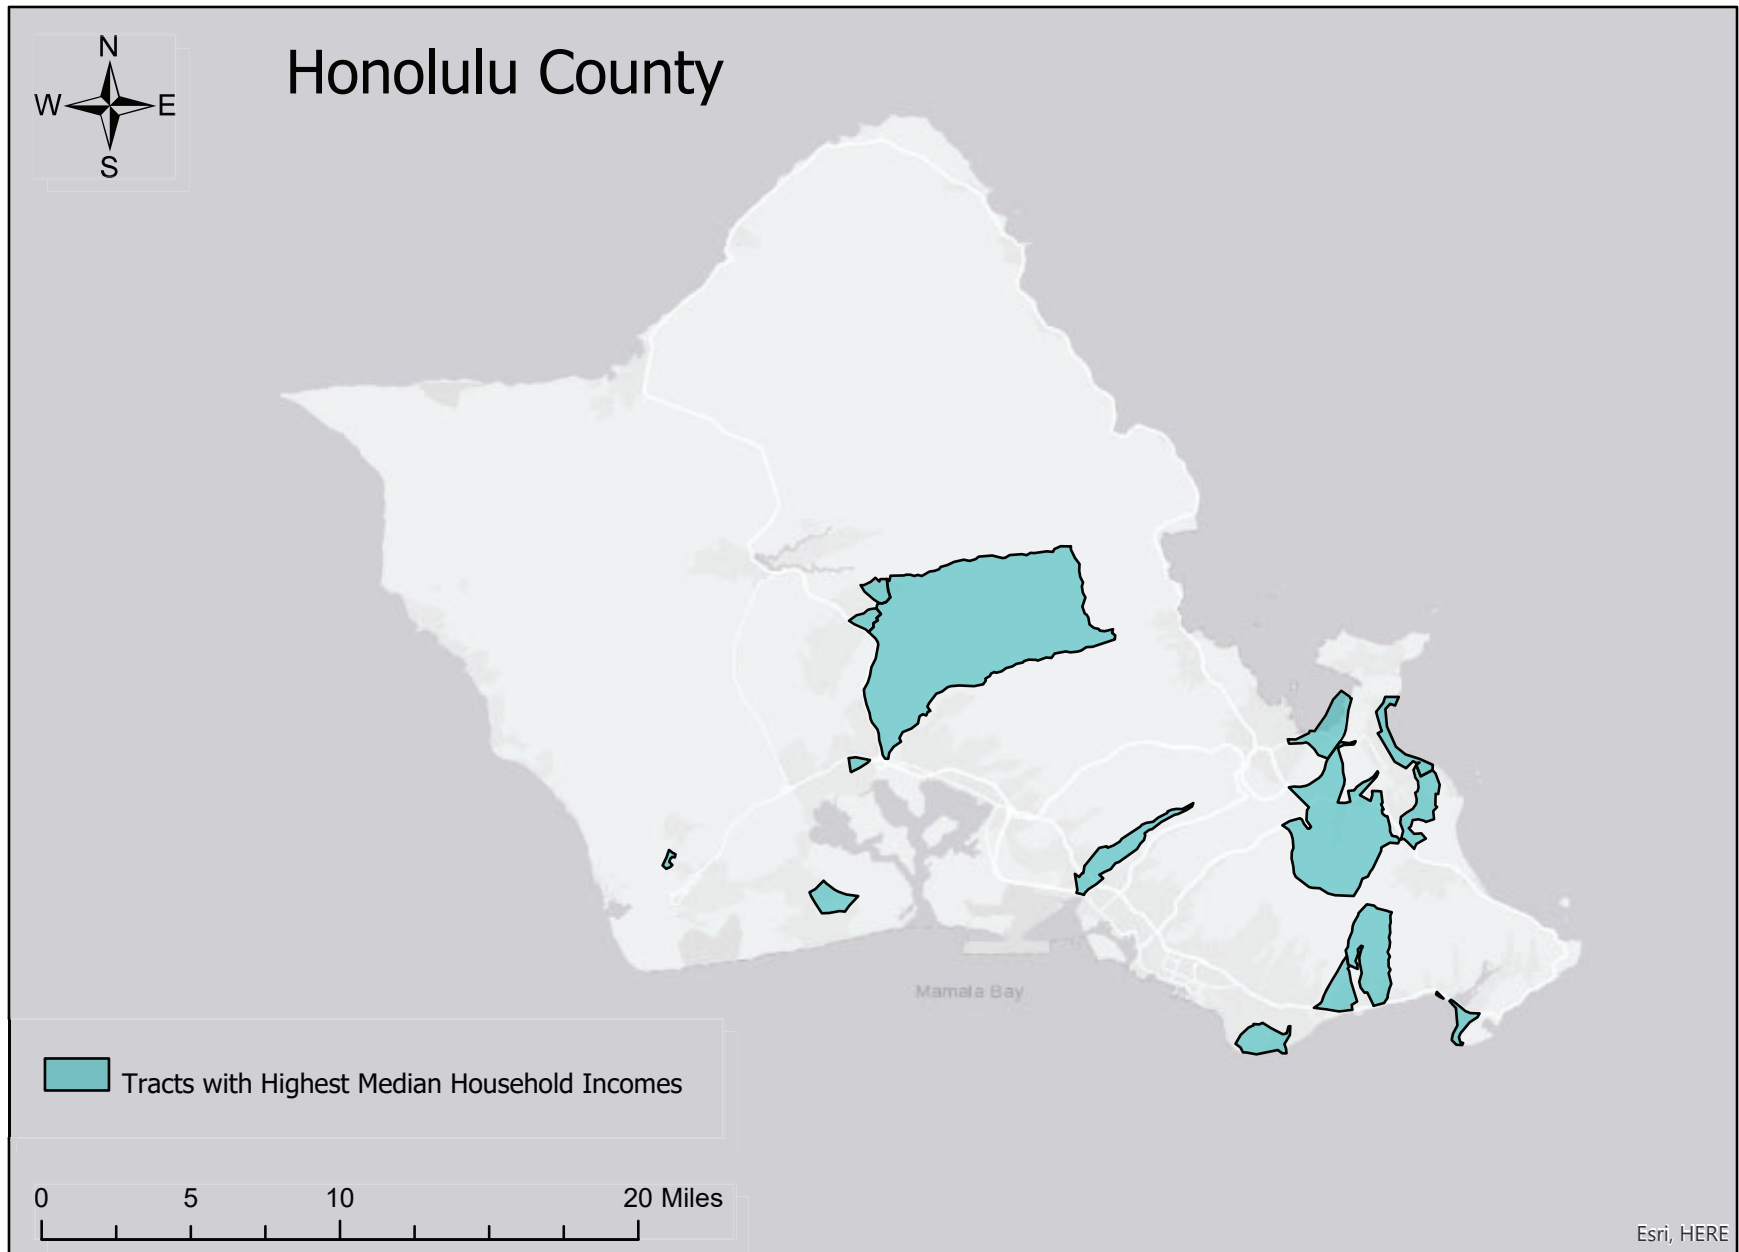 N
W E
S
Honolulu County
Mamala Bay
Tracts with Highest Median Household Incomes
0 5 10 20 Miles
Esri, HERE